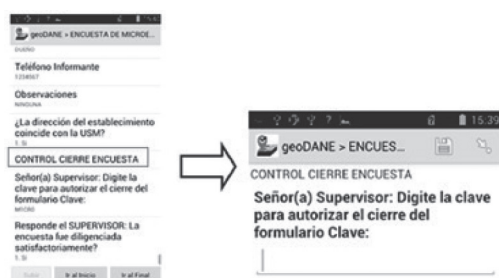 geoDANE > ENCUESTA DE MICROE...
DUEÑO
Teléfono Informante
1234567
Observaciones
NINGUNA
¿La dirección del establecimiento
coincide con la USM?
1. Si
CONTROL CIERRE ENCUESTA
Señor(a) Supervisor: Digite la
clave para autorizar el cierre del
formulario Clave:
MICRO
Responde el SUPERVISOR: La
encuesta fue diligenciada
satisfactoriamente?
1. Si
Ir al Inicio
Ir al Final
15:39
geoDANE > ENCUES...
CONTROL CIERRE ENCUESTA
Señor(a) Supervisor: Digite la clave
para autorizar el cierre del
formulario Clave: